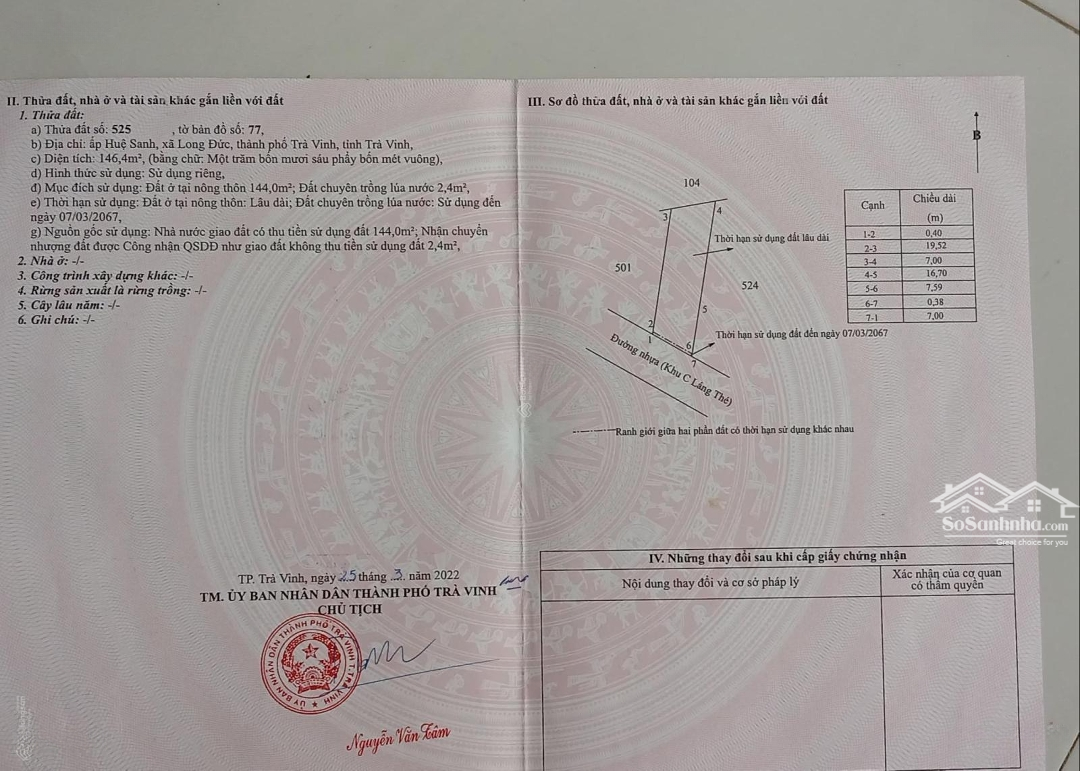 II. Thửa đất, nhà ở và tài sản khác gắn liền với đất
1. Thửa đất:
a) Thửa đất số: 525 , tờ bản đồ số: 77,
b) Địa chỉ: ấp Huệ Sanh, xã Long Đức, thành phố Trà Vinh, tỉnh Trà Vinh,
c) Diện tích: 146,4m², (bằng chữ: Một trăm bốn mươi sáu phẩy bốn mét vuông),
d) Hình thức sử dụng: Sử dụng riêng,
đ) Mục đích sử dụng: Đất ở tại nông thôn 144,0m²; Đất chuyên trồng lúa nước 2,4m²,
e) Thời hạn sử dụng: Đất ở tại nông thôn: Lâu dài; Đất chuyên trồng lúa nước: Sử dụng đến
ngày 07/03/2067,
g) Nguồn gốc sử dụng: Nhà nước giao đất có thu tiền sử dụng đất 144,0m²; Nhận chuyển
nhượng đất được Công nhận QSDĐ như giao đất không thu tiền sử dụng đất 2,4m²,
2. Nhà ở: -/-
3. Công trình xây dựng khác: -/-
4. Rừng sản xuất là rừng trồng: -/-
5. Cây lâu năm: -/-
6. Ghi chú: -/-
TP. Trà Vinh, ngày 25 tháng 3. năm 2022
TM. ỦY BAN NHÂN DÂN THÀNH PHỐ TRÀ VINH
CHỦ TỊCH
ỦY BAN NHÂN DÂN THÀNH PHỐ TRÀ VINH T.TRÀ VINH
Nguyễn Văn Tâm
III. Sơ đồ thửa đất, nhà ở và tài sản khác gắn liền với đất
B
104
3
4
Thời hạn sử dụng đất lâu dài
501
524
5
2
1
6
7
Thời hạn sử dụng đất đến ngày 07/03/2067
Đường nhựa (Khu C Láng Thé)
Ranh giới giữa hai phần đất có thời hạn sử dụng khác nhau
Cạnh Chiều dài (m)
1-2 0,40
2-3 19,52
3-4 7,00
4-5 16,70
5-6 7,59
6-7 0,38
7-1 7,00
IV. Những thay đổi sau khi cấp giấy chứng nhận
Nội dung thay đổi và cơ sở pháp lý
Xác nhận của cơ quan
có thẩm quyền
SoSanhnha.com
Great choice for you